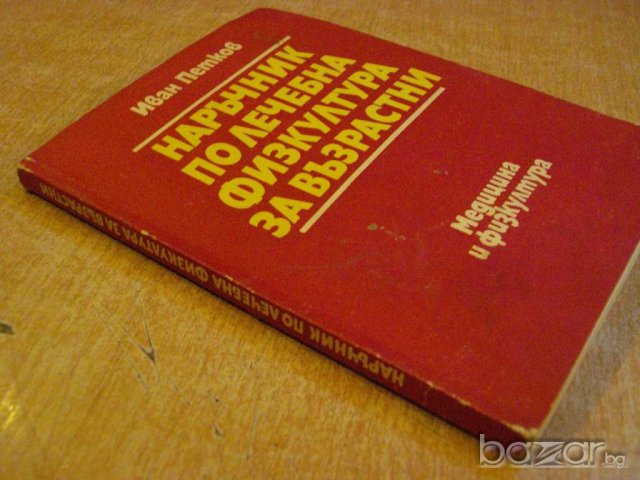 Иван Петков
НАРЪЧНИК
ПО ЛЕЧЕБНА
ФИЗКУЛТУРА
ЗА ВЪЗРАСТНИ
Медицина
и физкултура
НАРЪЧНИК ПО ЛЕЧЕБНА ФИЗКУЛТУРА ЗА ВЪЗРАСТНИ
bazar.bg